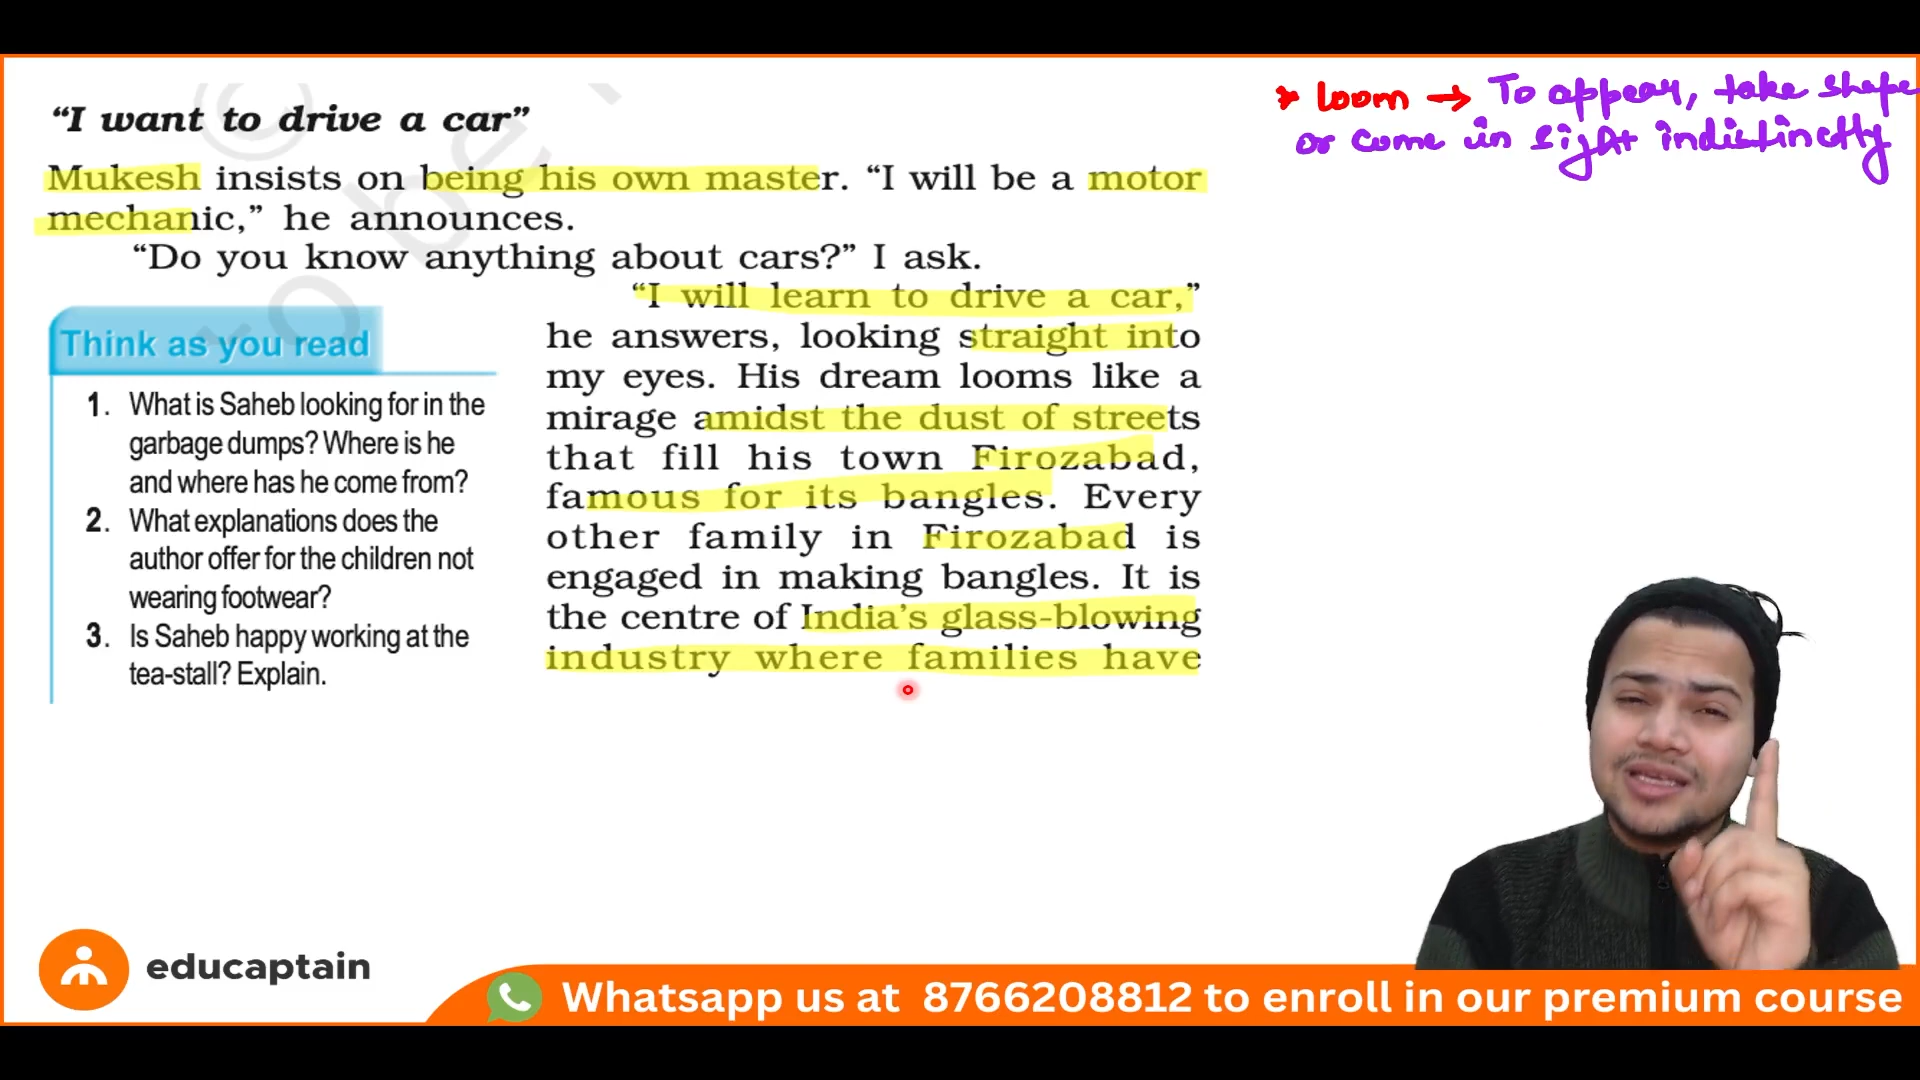 * loom → To appear, take shape
or come in sight indistinctly
“I want to drive a car”
Mukesh insists on being his own master. “I will be a motor
mechanic,” he announces.
“Do you know anything about cars?” I ask.
“I will learn to drive a car,”
he answers, looking straight into
my eyes. His dream looms like a
mirage amidst the dust of streets
that fill his town Firozabad,
famous for its bangles. Every
other family in Firozabad is
engaged in making bangles. It is
the centre of India’s glass-blowing
industry where families have
Think as you read
1. What is Saheb looking for in the
garbage dumps? Where is he
and where has he come from?
2. What explanations does the
author offer for the children not
wearing footwear?
3. Is Saheb happy working at the
tea-stall? Explain.
educaptain
Whatsapp us at 8766208812 to enroll in our premium course